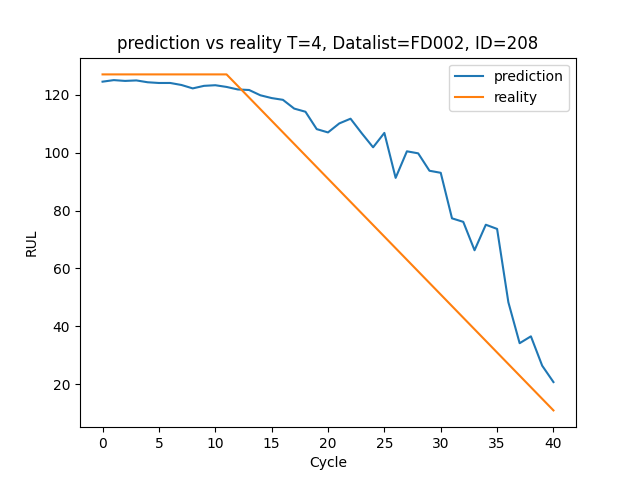 prediction vs reality T=4, Datalist=FD002, ID=208
prediction
reality
120
100
80
60
40
20
RUL
0 5 10 15 20 25 30 35 40
Cycle